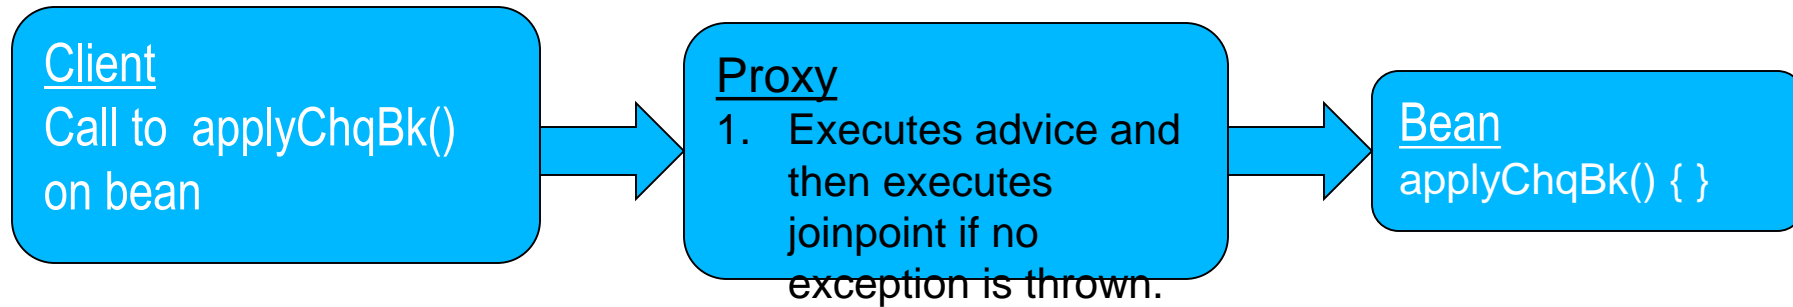 Client
Call to applyChqBk()
on bean
Proxy
1. Executes advice and
then executes
joinpoint if no
exception is thrown.
Bean
applyChqBk() { }